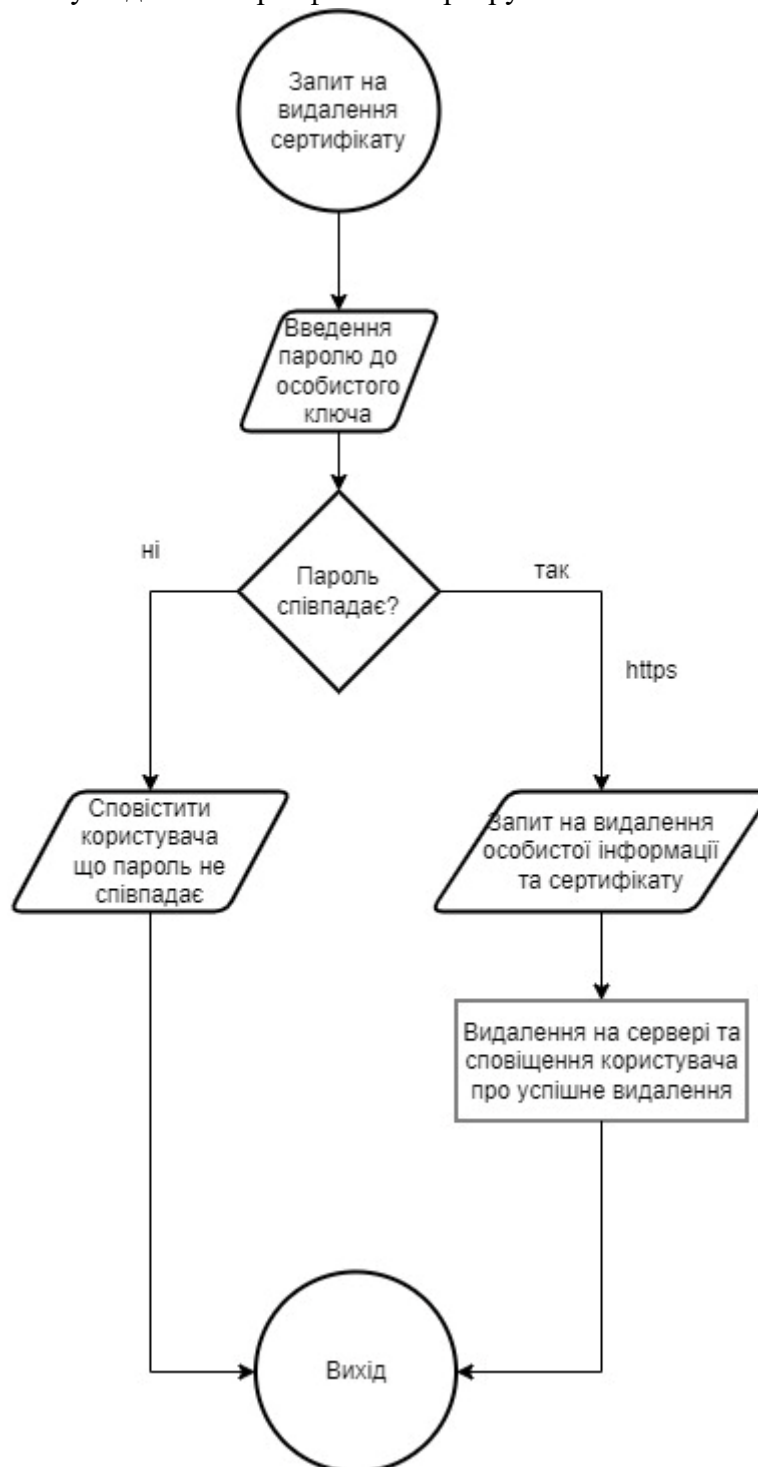 Запит на
видалення
сертифікату
Введення
паролю до
особистого
ключа
ні
Пароль
співпадає?
так
https
Сповістити
користувача
що пароль не
співпадає
Запит на видалення
особистої інформації
та сертифікату
Видалення на сервері та
сповіщення користувача
про успішне видалення
Вихід